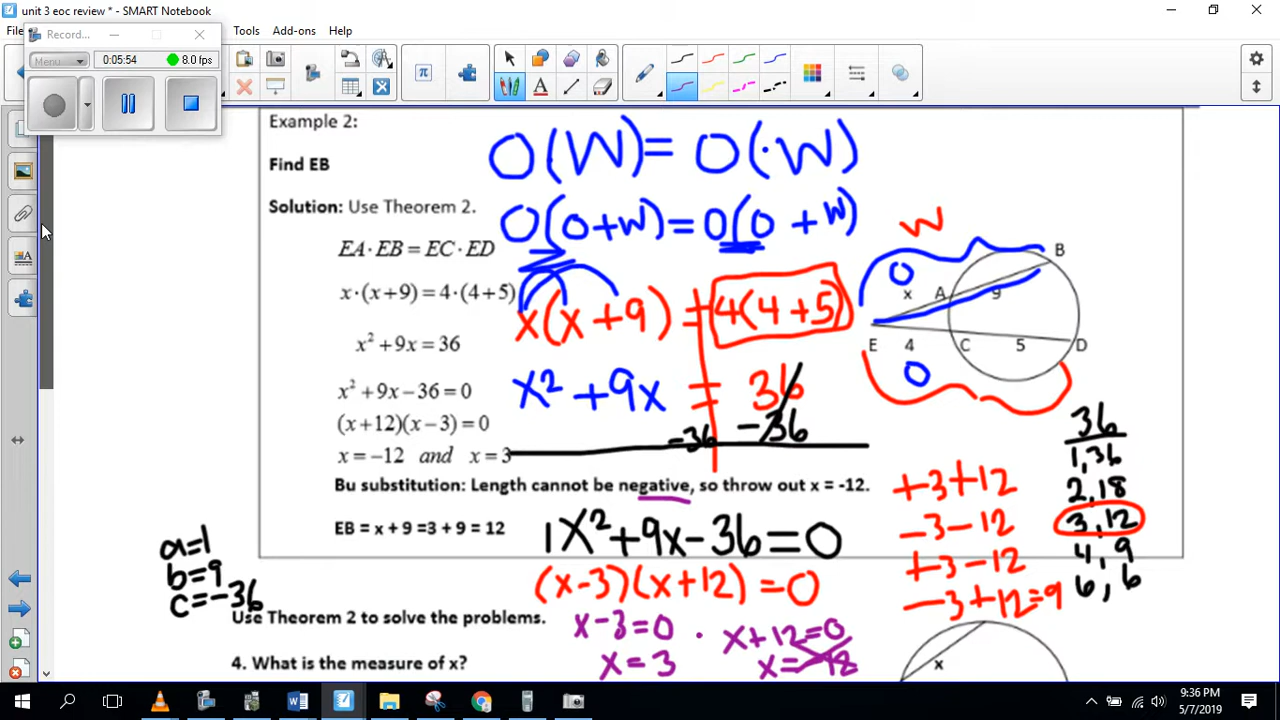 unit 3 eoc review * - SMART Notebook
Record...
Tools Add-ons Help
Menu 0:05:54 8.0 fps
Example 2:
Find EB
Solution: Use Theorem 2.
EA · EB = EC · ED
x · (x + 9) = 4 · (4 + 5)
x² + 9x = 36
x² + 9x − 36 = 0
(x + 12)(x − 3) = 0
x = −12 and x = 3
Bu substitution: Length cannot be negative, so throw out x = -12.
EB = x + 9 =3 + 9 = 12
O(W) = O(·W)
O(O+W) = O(O+W)
x(x+9) = 4(4+5)
x² + 9x = 36
-36 -36
1x² + 9x - 36 = 0
(x-3)(x+12) = 0
x-3=0 · x+12=0
x=3
W
O
B
x A 9
E 4 C 5 D
O
36
1,36
2,18
3,12
4,9
6,6
+3+12
-3-12
+3-12
-3+12=9
a=1
b=9
c=-36
Use Theorem 2 to solve the problems.
4. What is the measure of x?
x
9:36 PM
5/7/2019